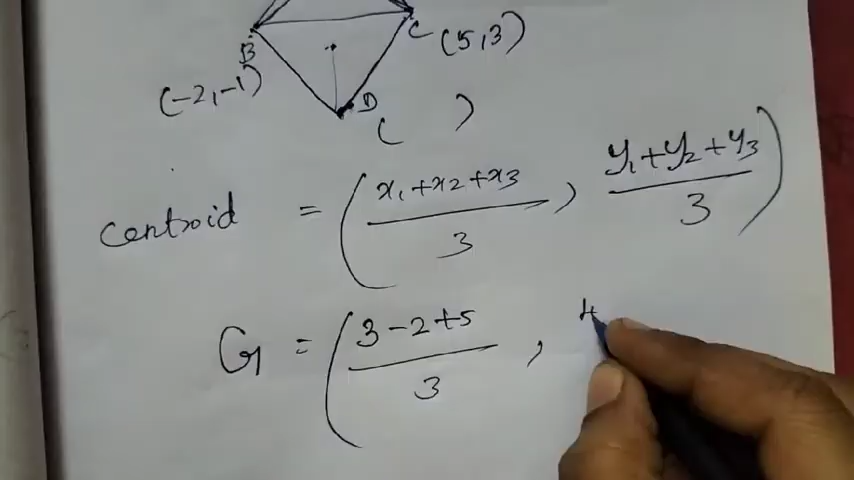 B
C (5,3)
(-2,-1)
D
( )
centroid = ( x₁+x₂+x₃ / 3 , y₁+y₂+y₃ / 3 )
G = ( 3-2+5 / 3 , 4